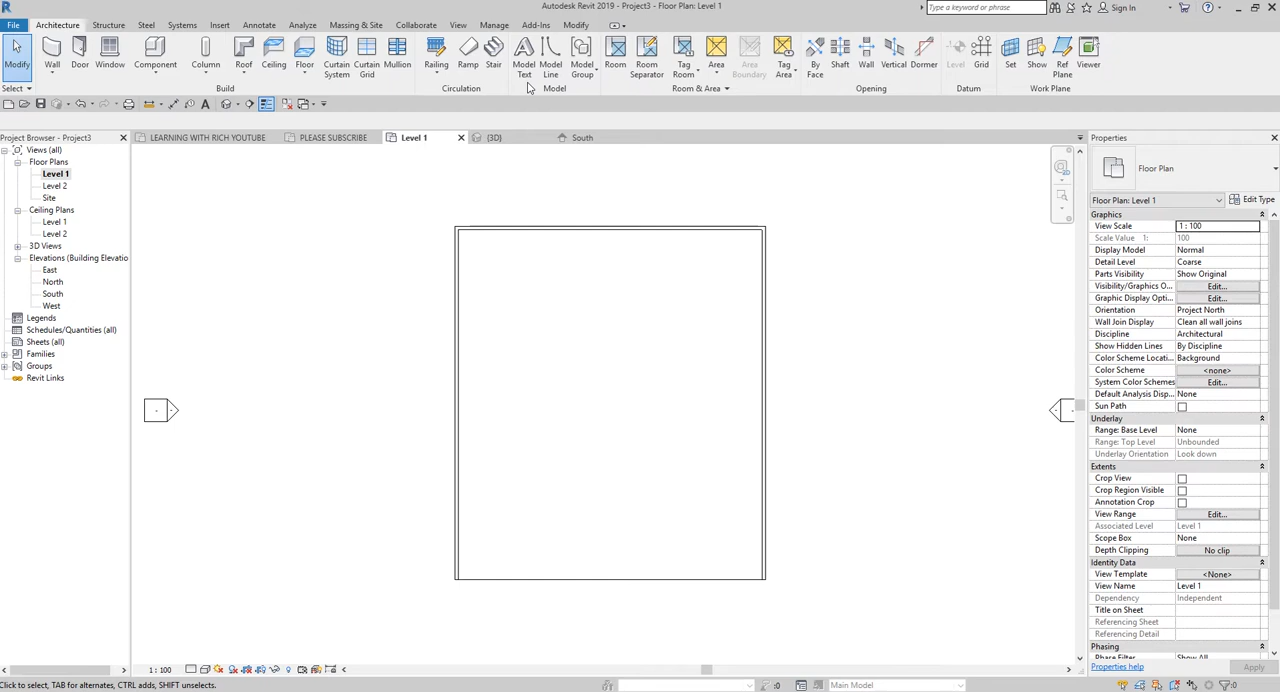 Autodesk Revit 2019 - Project3 - Floor Plan: Level 1
Type a keyword or phrase
Sign In
File Architecture Structure Steel Systems Insert Annotate Analyze Massing & Site Collaborate View Manage Add-Ins Modify
Modify Wall Door Window Component Column Roof Ceiling Floor Curtain System Curtain Grid Mullion Railing Ramp Stair Model Text Model Line Model Group Room Room Separator Tag Room Area Area Boundary Tag Area By Face Shaft Wall Vertical Dormer Level Grid Set Show Ref Plane Viewer
Select Build Circulation Model Room & Area Opening Datum Work Plane
Project Browser - Project3
LEARNING WITH RICH YOUTUBE
PLEASE SUBSCRIBE
Level 1
{3D}
South
Views (all)
Floor Plans
Level 1
Level 2
Site
Ceiling Plans
Level 1
Level 2
3D Views
Elevations (Building Elevatio
East
North
South
West
Legends
Schedules/Quantities (all)
Sheets (all)
Families
Groups
Revit Links
Properties
Floor Plan
Floor Plan: Level 1 Edit Type
Graphics
View Scale 1 : 100
Scale Value 1: 100
Display Model Normal
Detail Level Coarse
Parts Visibility Show Original
Visibility/Graphics O... Edit...
Graphic Display Opti... Edit...
Orientation Project North
Wall Join Display Clean all wall joins
Discipline Architectural
Show Hidden Lines By Discipline
Color Scheme Locati... Background
Color Scheme <none>
System Color Schemes Edit...
Default Analysis Disp... None
Sun Path
Underlay
Range: Base Level None
Range: Top Level Unbounded
Underlay Orientation Look down
Extents
Crop View
Crop Region Visible
Annotation Crop
View Range Edit...
Associated Level Level 1
Scope Box None
Depth Clipping No clip
Identity Data
View Template <None>
View Name Level 1
Dependency Independent
Title on Sheet
Referencing Sheet
Referencing Detail
Phasing
Phase Filter Show All
Properties help Apply
1 : 100
Click to select, TAB for alternates, CTRL adds, SHIFT unselects.
:0
Main Model
:0